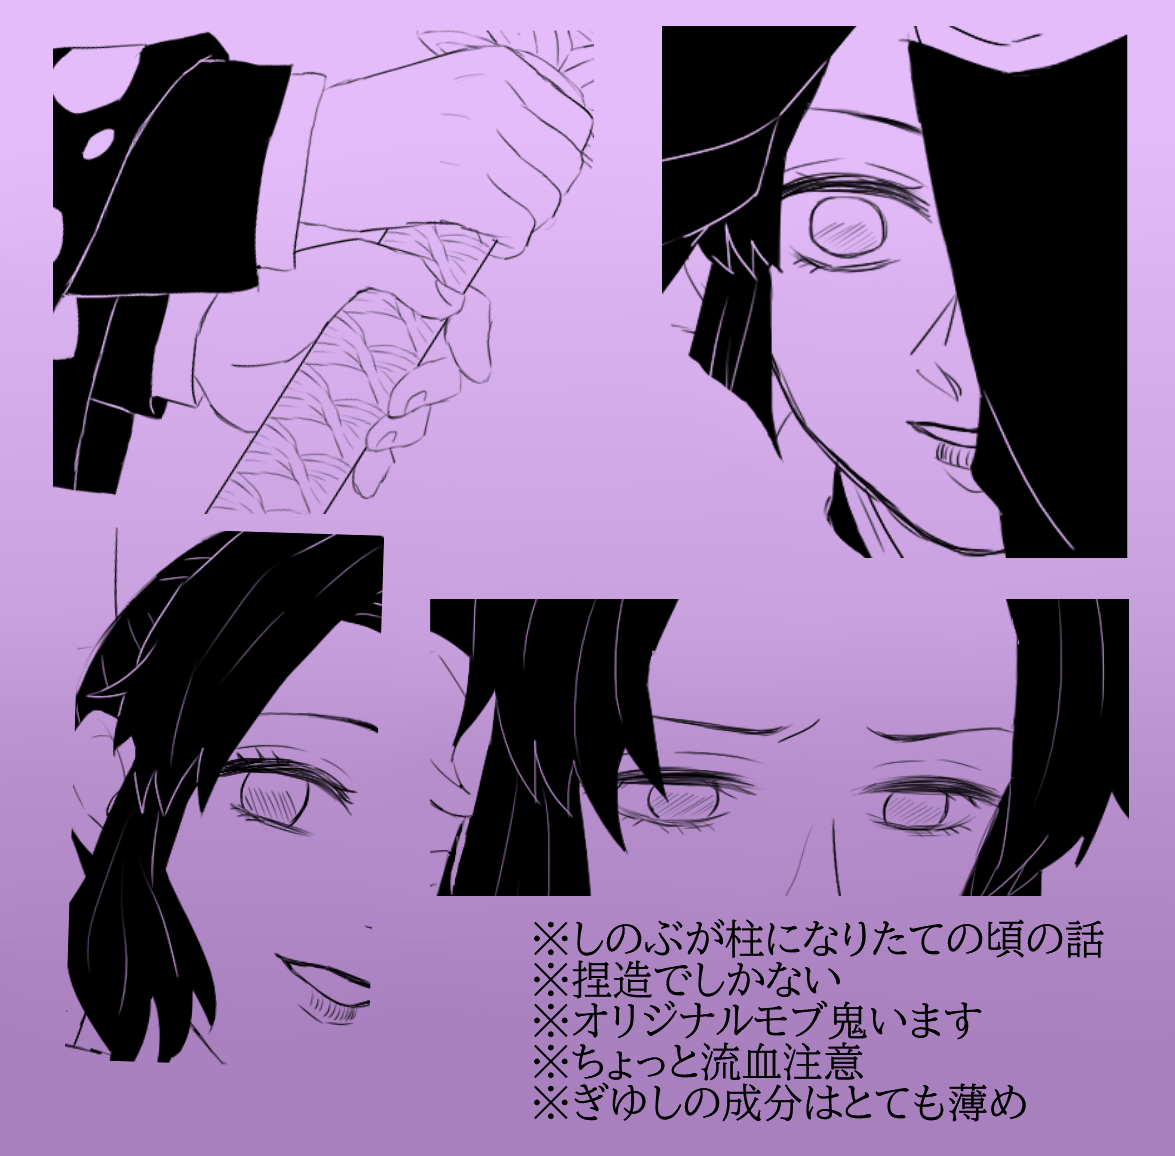 ※しのぶが柱になりたての頃の話
※捏造でしかない
※オリジナルモブ鬼います
※ちょっと流血注意
※ぎゆしの成分はとても薄め